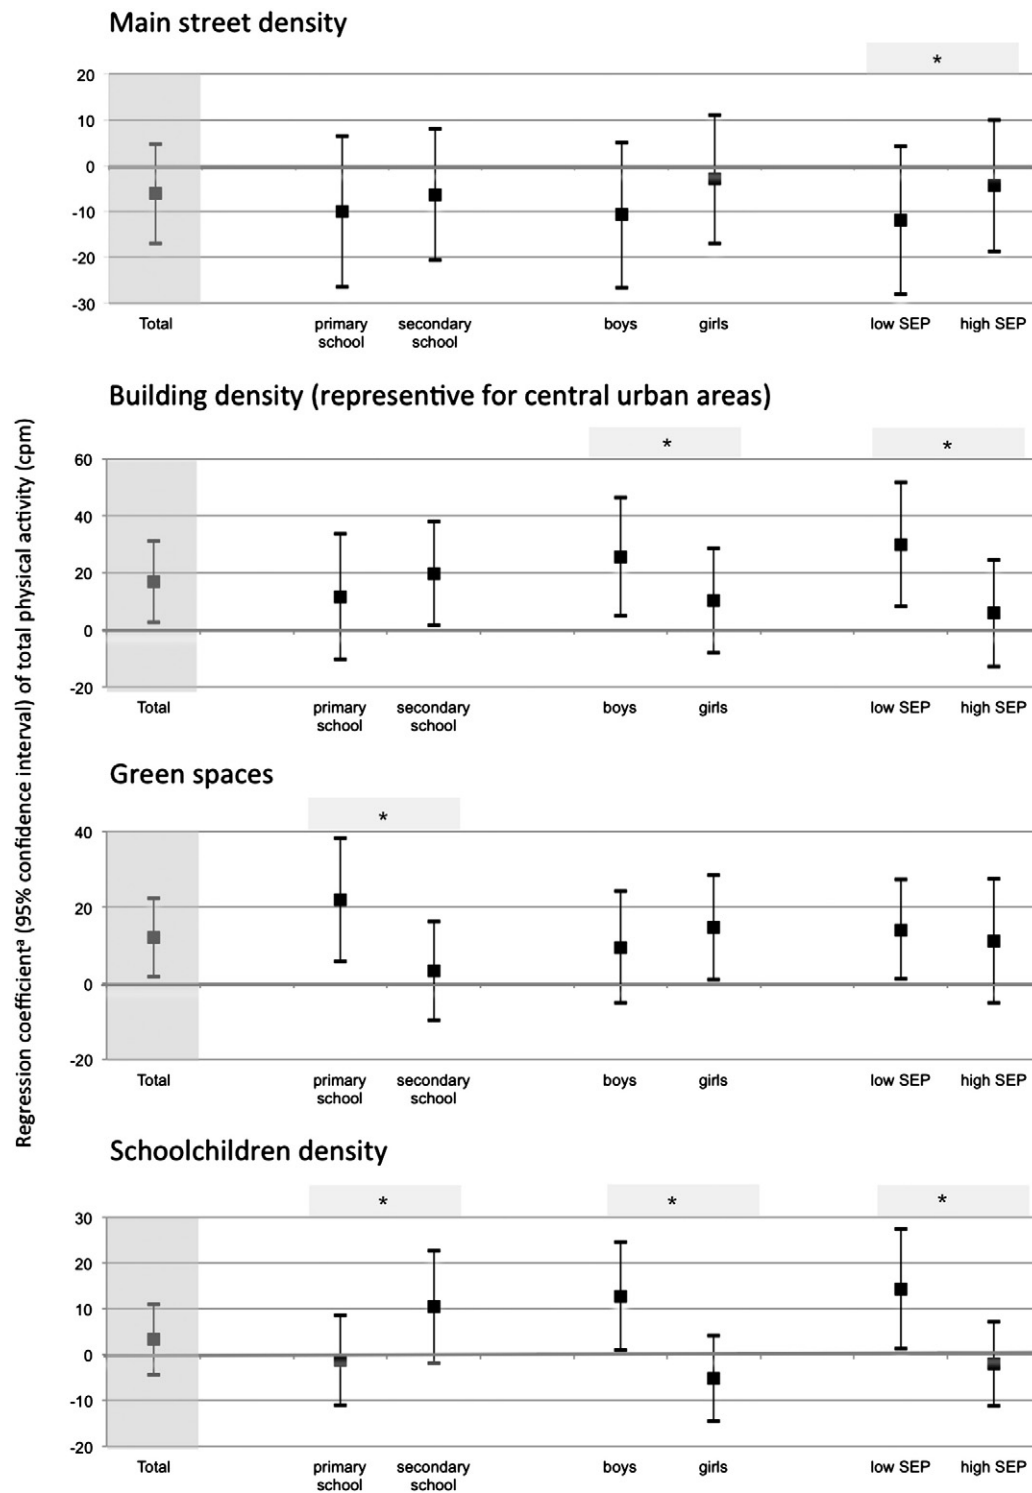 Main street density
*
20
10
0
-10
-20
-30
Total
primary school
secondary school
boys
girls
low SEP
high SEP
Regression coefficientª (95% confidence interval) of total physical activity (cpm)
Building density (representive for central urban areas)
*
*
60
40
20
0
-20
Total
primary school
secondary school
boys
girls
low SEP
high SEP
Green spaces
*
40
20
0
-20
Total
primary school
secondary school
boys
girls
low SEP
high SEP
Schoolchildren density
*
*
*
30
20
10
0
-10
-20
Total
primary school
secondary school
boys
girls
low SEP
high SEP